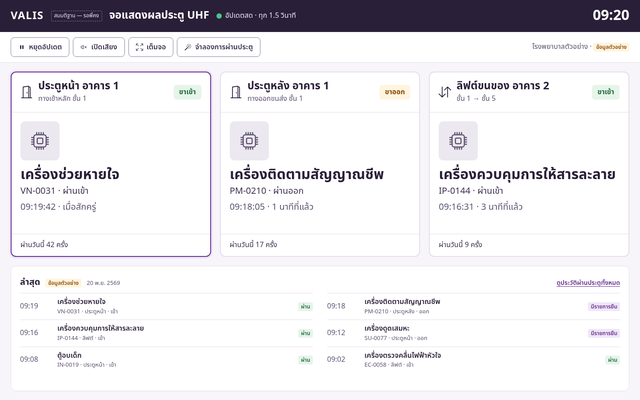 VALIS
สมมติฐาน — รอฟีดจริง
จอแสดงผลประตู UHF
อัปเดตสด · ทุก 1.5 วินาที
09:20
หยุดอัปเดต
เปิดเสียง
เต็มจอ
จำลองการผ่านประตู
โรงพยาบาลตัวอย่าง · ข้อมูลตัวอย่าง
ประตูหน้า อาคาร 1
ทางเข้าหลัก ชั้น 1
ขาเข้า
เครื่องช่วยหายใจ
VN-0031 · ผ่านเข้า
09:19:42 · เมื่อสักครู่
ผ่านวันนี้ 42 ครั้ง
ประตูหลัง อาคาร 1
ทางออกขนส่ง ชั้น 1
ขาออก
เครื่องติดตามสัญญาณชีพ
PM-0210 · ผ่านออก
09:18:05 · 1 นาทีที่แล้ว
ผ่านวันนี้ 17 ครั้ง
ลิฟต์ขนของ อาคาร 2
ชั้น 1 ↔ ชั้น 5
ขาเข้า
เครื่องควบคุมการให้สารละลาย
IP-0144 · ผ่านเข้า
09:16:31 · 3 นาทีที่แล้ว
ผ่านวันนี้ 9 ครั้ง
ล่าสุด ข้อมูลตัวอย่าง 20 พ.ย. 2569
ดูประวัติผ่านประตูทั้งหมด
09:19 เครื่องช่วยหายใจ ผ่าน
VN-0031 · ประตูหน้า · เข้า
09:18 เครื่องติดตามสัญญาณชีพ มีรายการยืม
PM-0210 · ประตูหลัง · ออก
09:16 เครื่องควบคุมการให้สารละลาย ผ่าน
IP-0144 · ลิฟต์ · เข้า
09:12 เครื่องดูดเสมหะ มีรายการยืม
SU-0077 · ประตูหน้า · ออก
09:08 ตู้อบเด็ก ผ่าน
IN-0019 · ประตูหน้า · เข้า
09:02 เครื่องตรวจคลื่นไฟฟ้าหัวใจ ผ่าน
EC-0058 · ลิฟต์ · เข้า